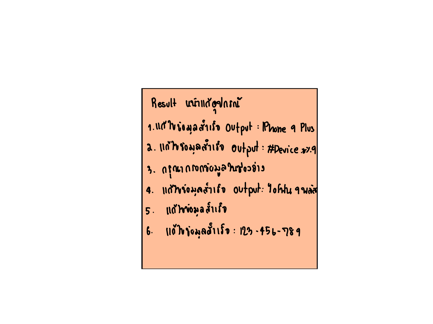 Result หน้าแก้อุปกรณ์
1. แก้ไขข้อมูลสำเร็จ Output : IPhone 9 Plus
2. แก้ไขข้อมูลสำเร็จ Output : #Device
3. กรุณากรอกข้อมูลให้ถูกต้อง
4. แก้ไขข้อมูลสำเร็จ Output : ไอโฟน 9 พลัส
5. แก้ไขข้อมูลสำเร็จ
6. แก้ไขข้อมูลสำเร็จ : 123-456-789